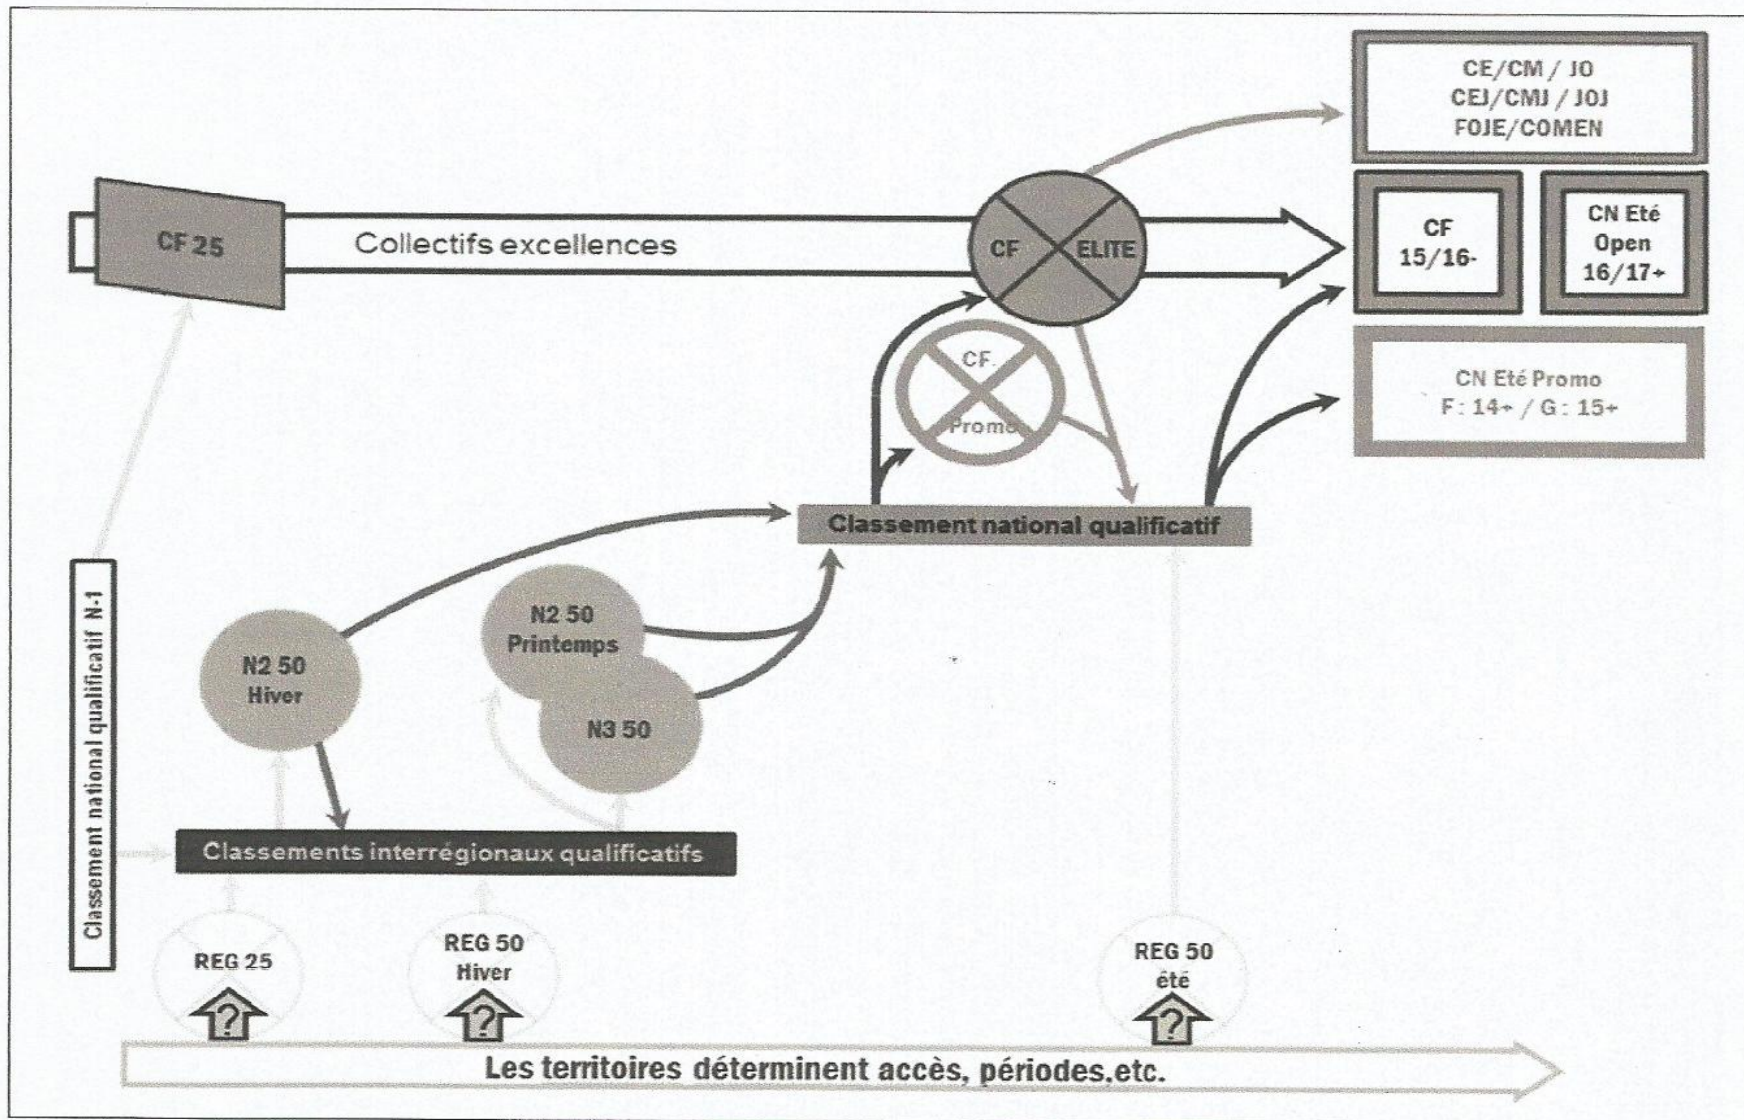 CE/CM / JO
CEJ/CMJ / JOJ
FOJE/COMEN
CF 25
Collectifs excellences
CF
ELITE
CF
15/16-
CN Eté
Open
16/17+
CF.
Promo
CN Eté Promo
F : 14+ / G : 15+
Classement national qualificatif
Classement national qualificatif N-1
N2 50
Hiver
N2 50
Printemps
N3 50
Classements interrégionaux qualificatifs
REG 25
?
REG 50
Hiver
?
REG 50
été
?
Les territoires déterminent accès, périodes.etc.